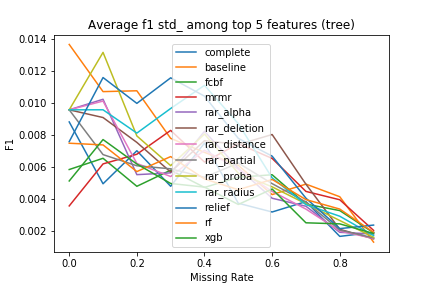 Average f1 std_ among top 5 features (tree)
F1
0.014
0.012
0.010
0.008
0.006
0.004
0.002
complete
baseline
fcbf
mrmr
rar_alpha
rar_deletion
rar_distance
rar_partial
rar_proba
rar_radius
relief
rf
xgb
0.0 0.2 0.4 0.6 0.8
Missing Rate